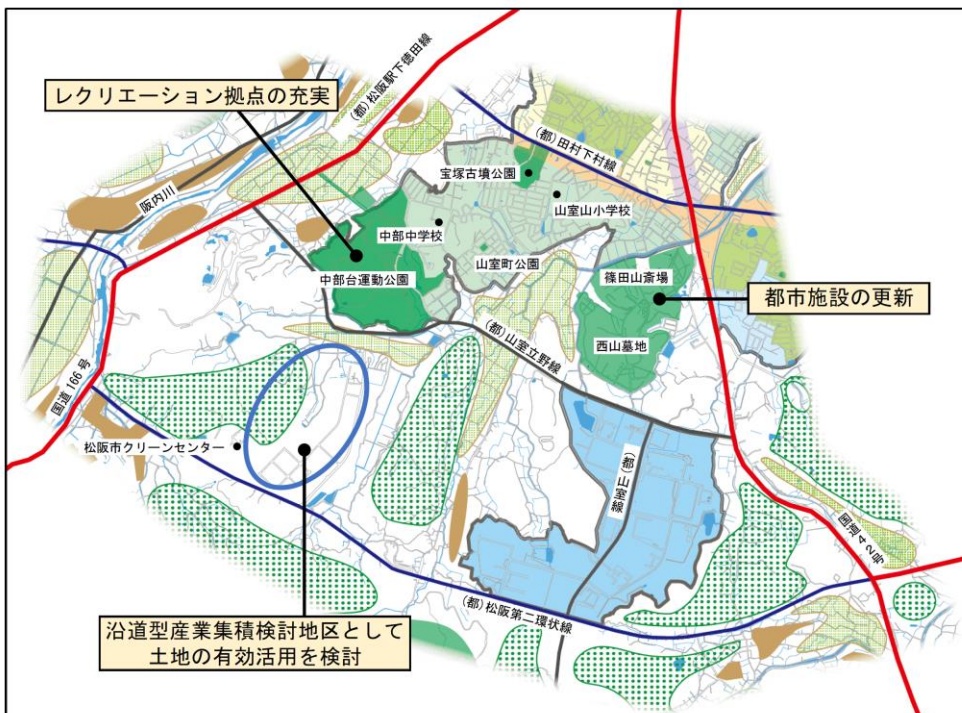 レクリエーション拠点の充実
(都)松阪駅下徳田線
(都)田村下村線
阪内川
宝塚古墳公園
山室山小学校
中部中学校
山室町公園
中部台運動公園
篠田山斎場
都市施設の更新
西山墓地
(都)山室立野線
国道166号
松阪市クリーンセンター
(都)山室線
国道42号
(都)松阪第二環状線
沿道型産業集積検討地区として
土地の有効活用を検討